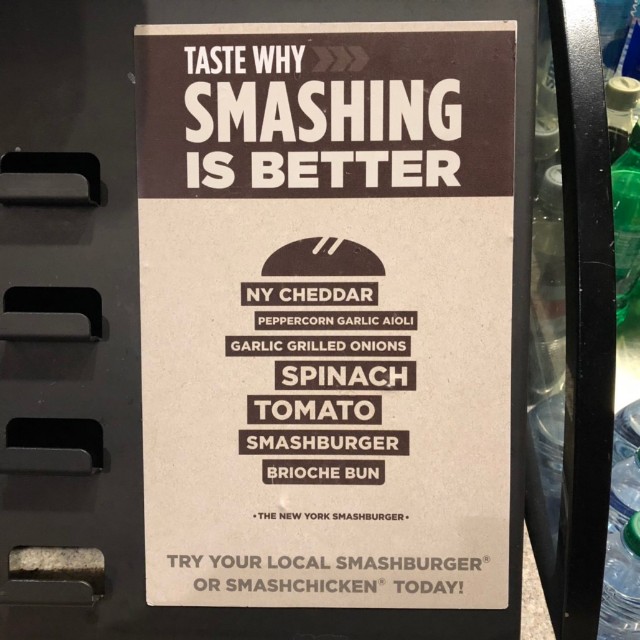 TASTE WHY
SMASHING
IS BETTER
NY CHEDDAR
PEPPERCORN GARLIC AIOLI
GARLIC GRILLED ONIONS
SPINACH
TOMATO
SMASHBURGER
BRIOCHE BUN
• THE NEW YORK SMASHBURGER •
TRY YOUR LOCAL SMASHBURGER®
OR SMASHCHICKEN® TODAY!